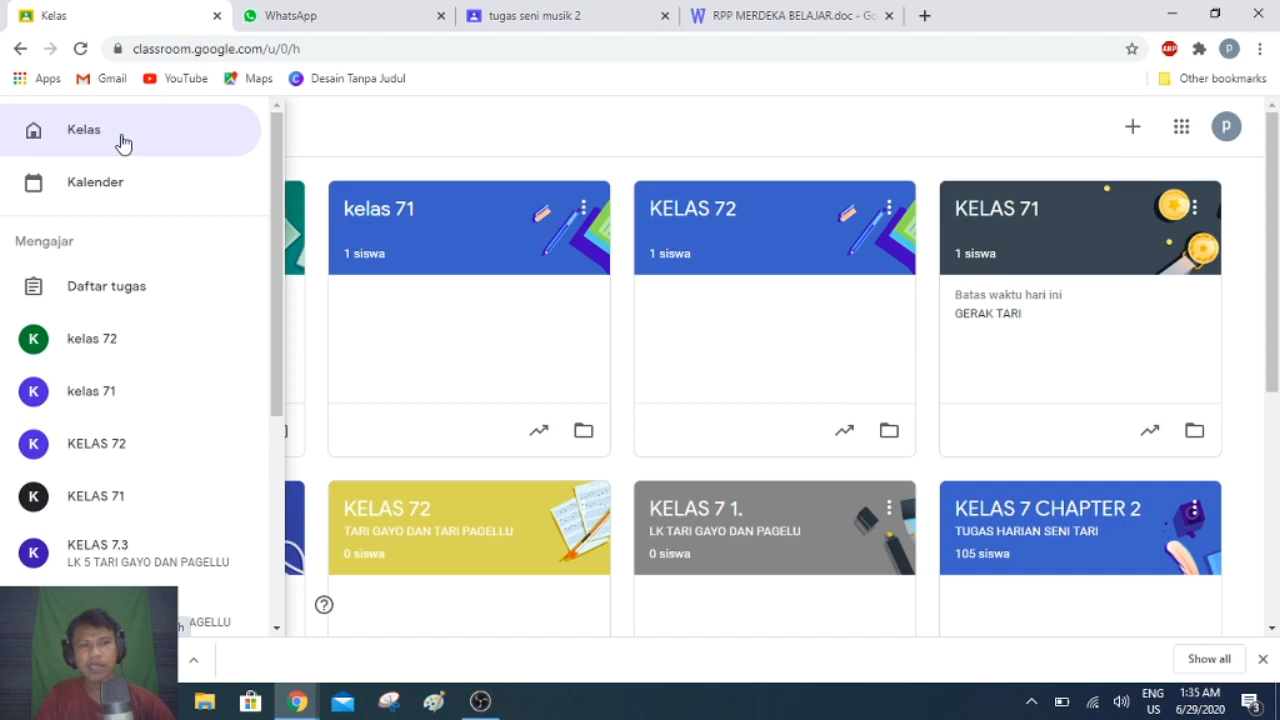 Kelas
WhatsApp
tugas seni musik 2
RPP MERDEKA BELAJAR.doc - Go
classroom.google.com/u/0/h
ABP
P
Apps
Gmail
YouTube
Maps
Desain Tanpa Judul
Other bookmarks
Kelas
Kalender
Mengajar
Daftar tugas
K kelas 72
K kelas 71
K KELAS 72
K KELAS 71
K KELAS 7.3
LK 5 TARI GAYO DAN PAGELLU
AGELLU
h
P
kelas 71
1 siswa
KELAS 72
1 siswa
KELAS 71
1 siswa
Batas waktu hari ini
GERAK TARI
KELAS 72
TARI GAYO DAN TARI PAGELLU
0 siswa
KELAS 7 1.
LK TARI GAYO DAN PAGELU
0 siswa
KELAS 7 CHAPTER 2
TUGAS HARIAN SENI TARI
105 siswa
Show all
ENG
US
1:35 AM
6/29/2020
3